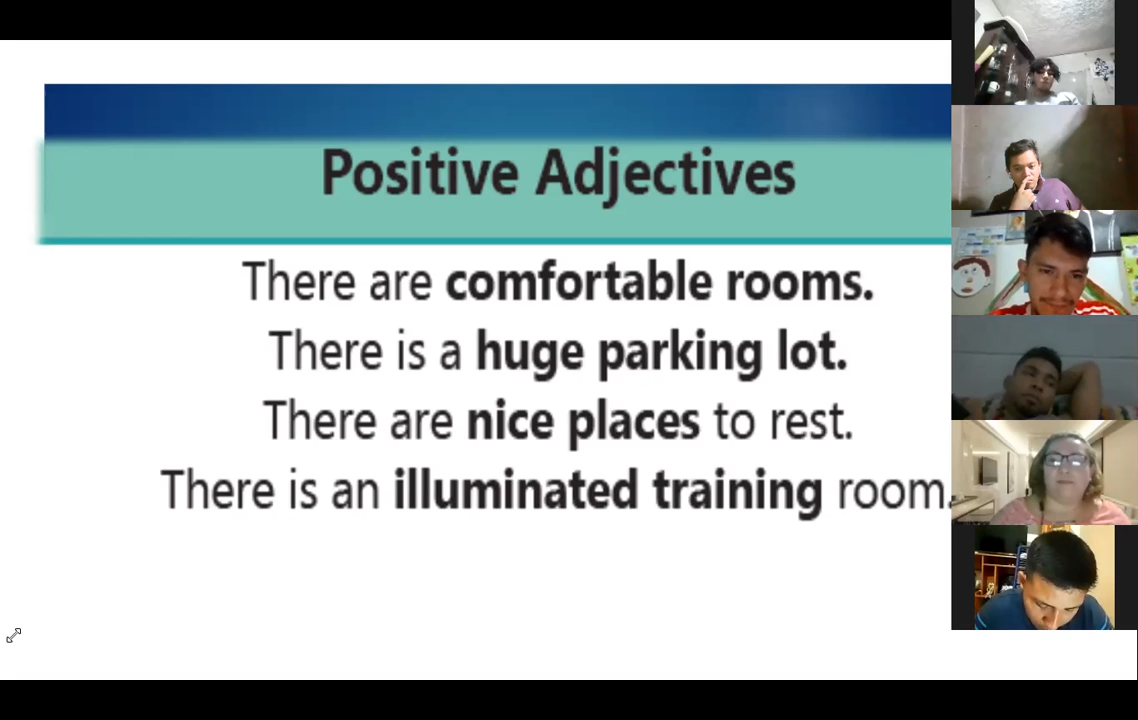 Positive Adjectives
There are comfortable rooms.
There is a huge parking lot.
There are nice places to rest.
There is an illuminated training room.